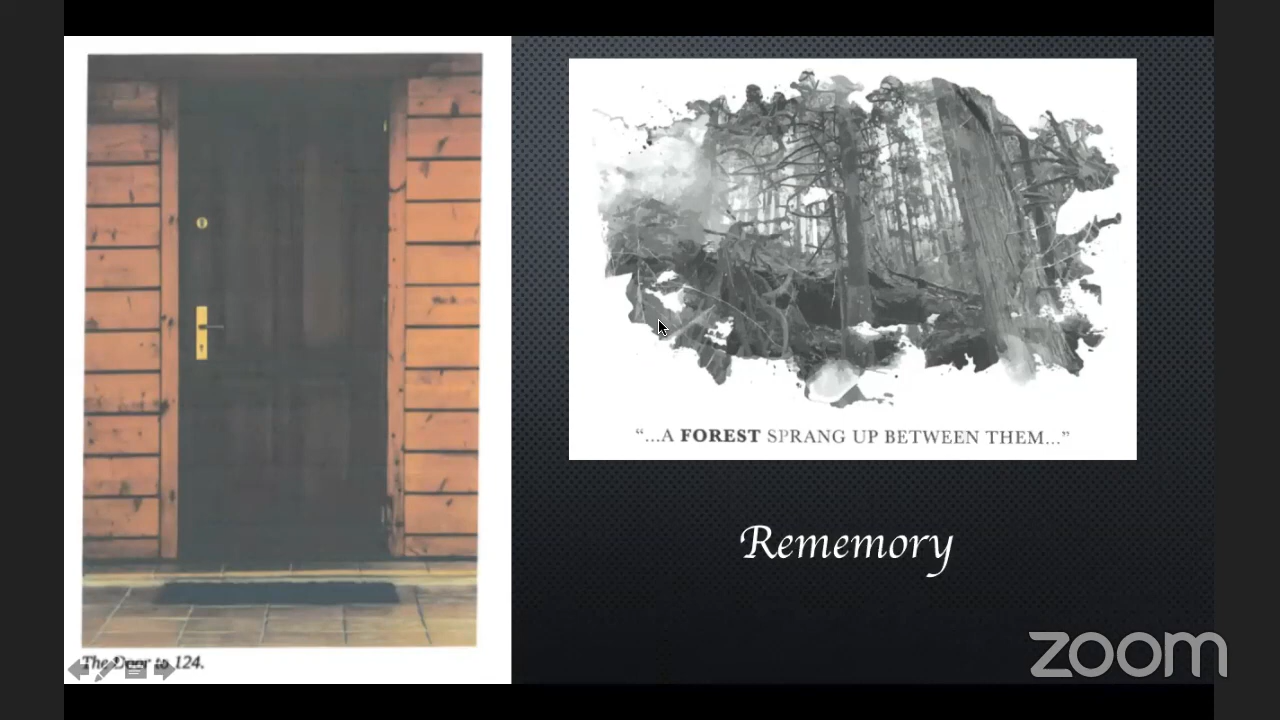 The Door to 124.
“...A FOREST SPRANG UP BETWEEN THEM...”
Rememory
zoom